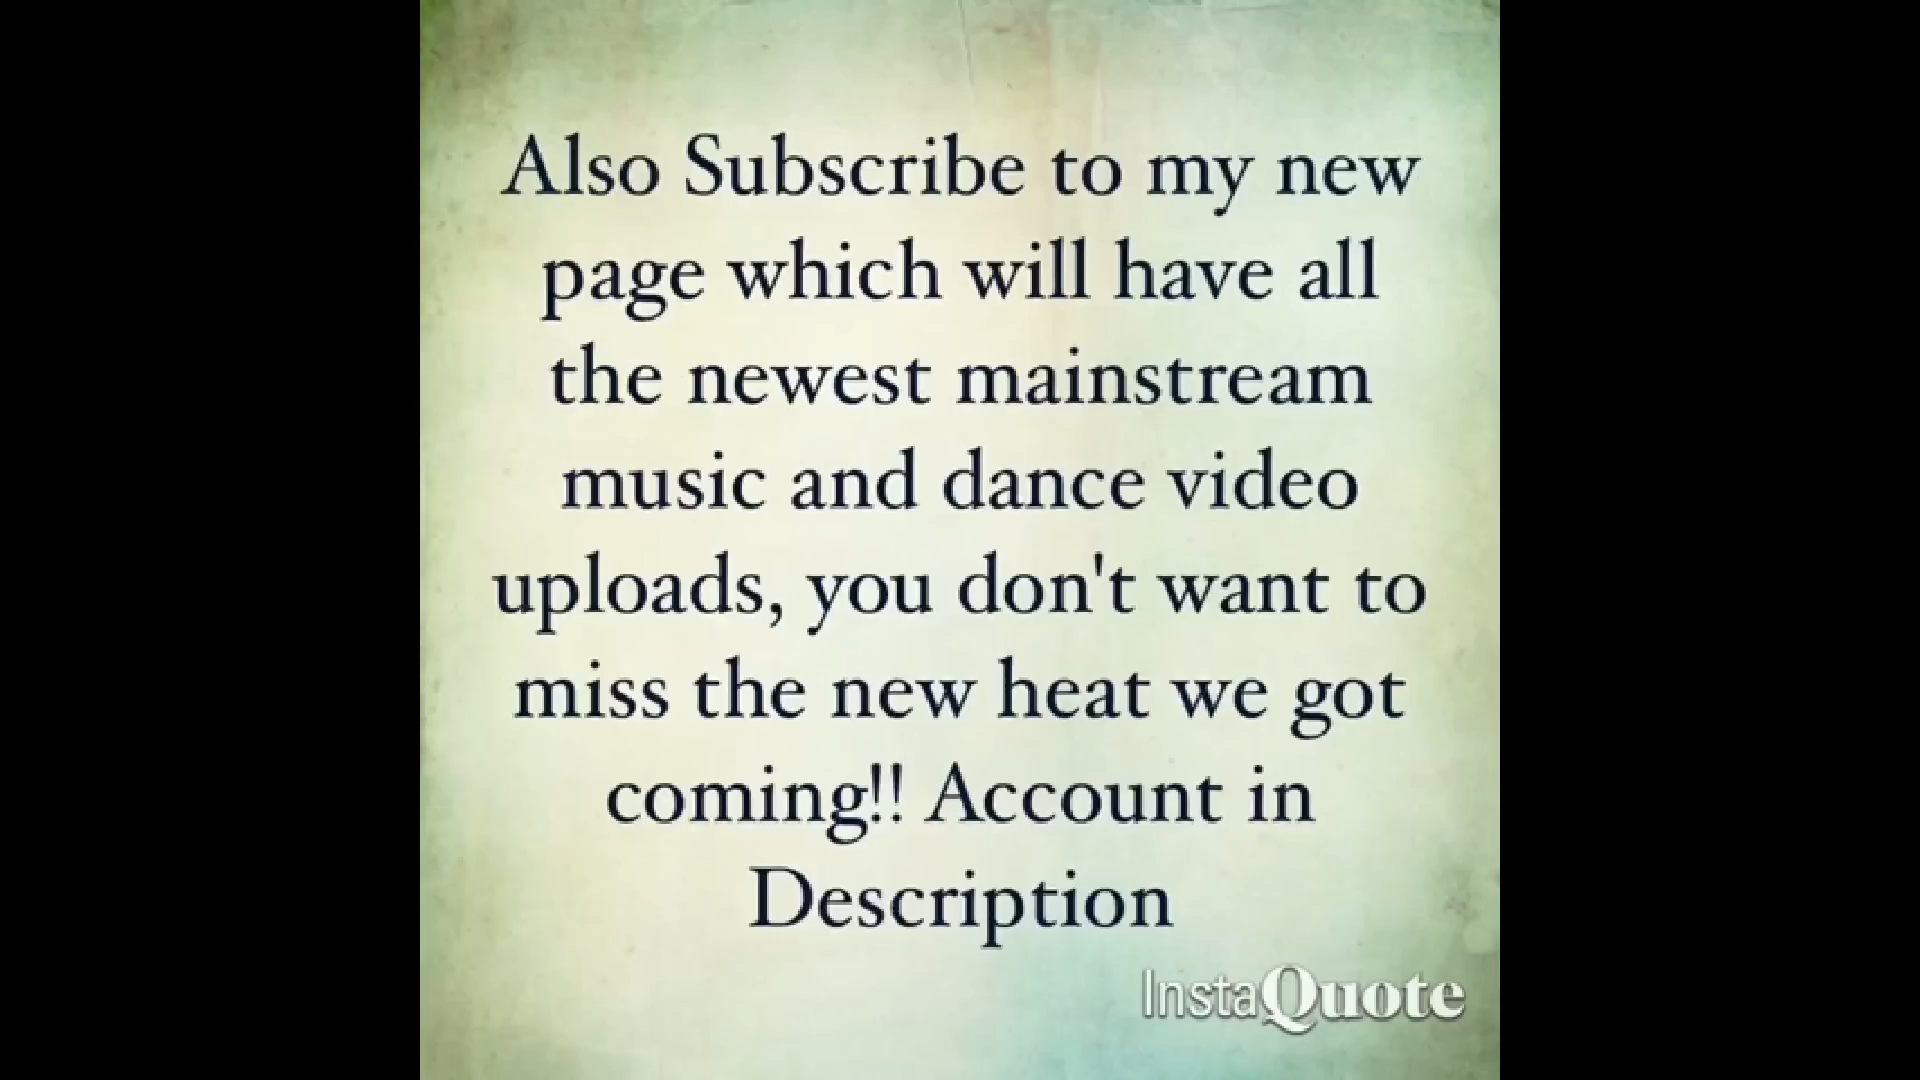 Also Subscribe to my new
page which will have all
the newest mainstream
music and dance video
uploads, you don't want to
miss the new heat we got
coming!! Account in
Description
InstaQuote